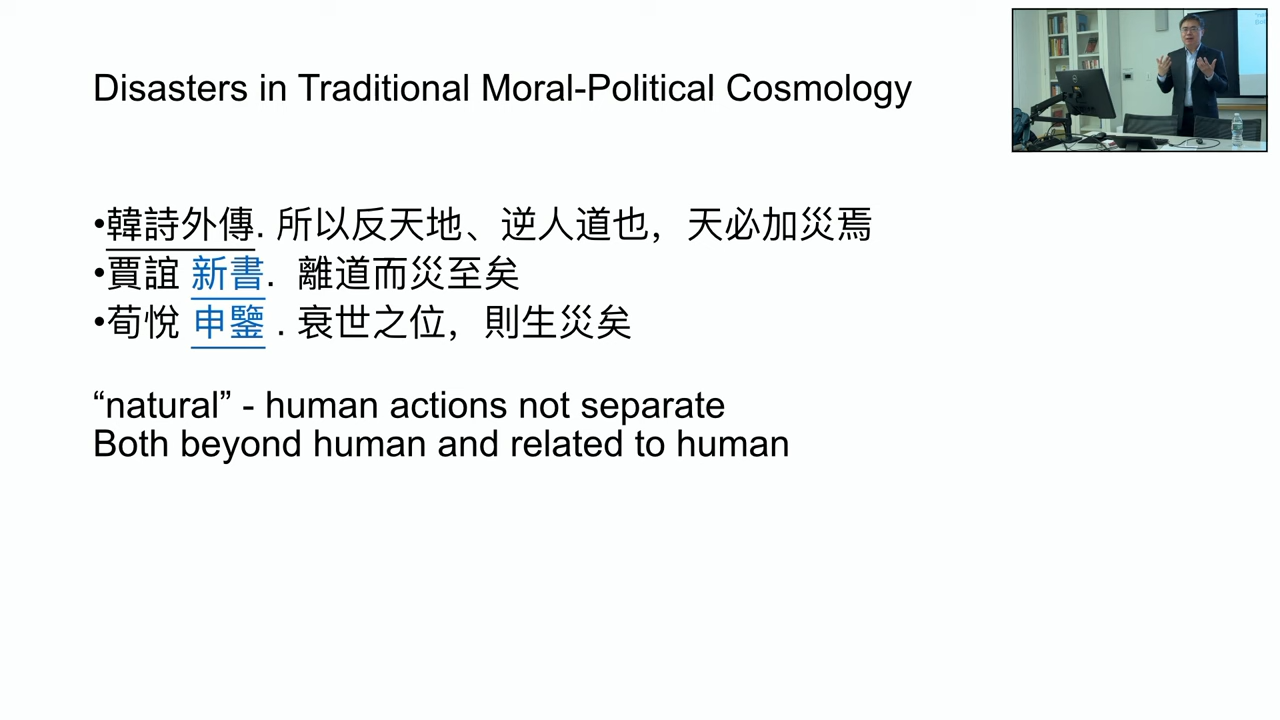 Disasters in Traditional Moral-Political Cosmology
•韓詩外傳. 所以反天地、逆人道也，天必加災焉
•賈誼 新書. 離道而災至矣
•荀悅 申鑒 . 衰世之位，則生災矣
“natural” - human actions not separate
Both beyond human and related to human